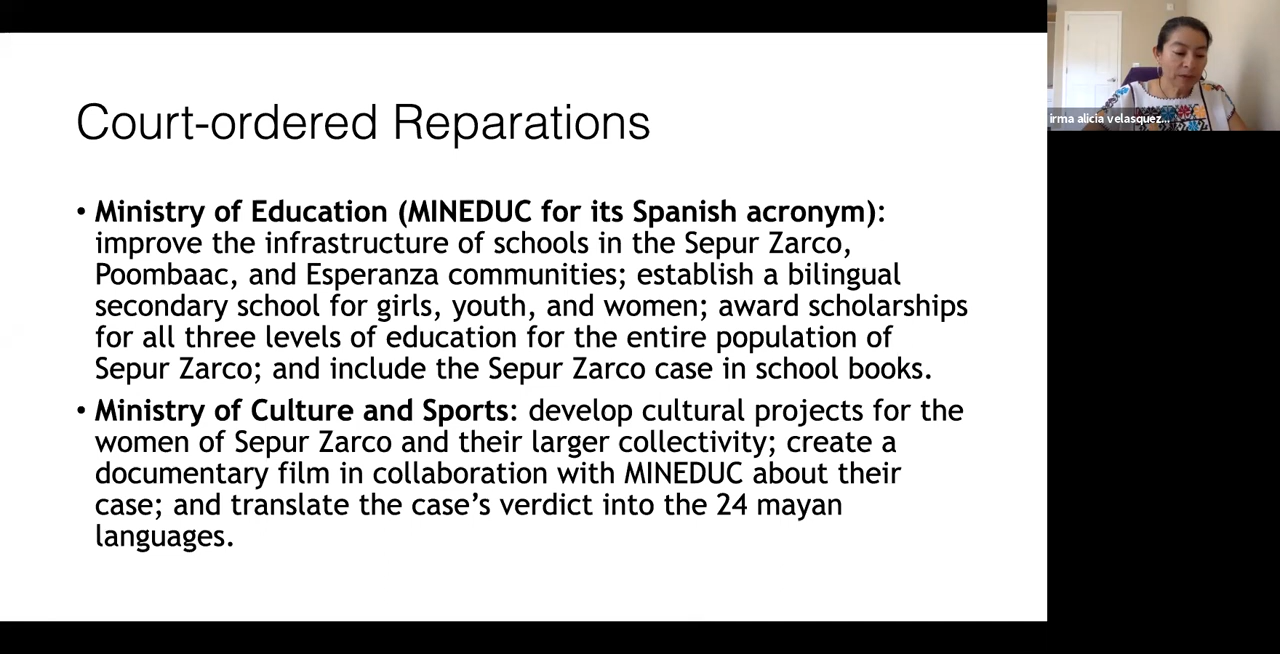 Court-ordered Reparations
• Ministry of Education (MINEDUC for its Spanish acronym):
improve the infrastructure of schools in the Sepur Zarco,
Poombaac, and Esperanza communities; establish a bilingual
secondary school for girls, youth, and women; award scholarships
for all three levels of education for the entire population of
Sepur Zarco; and include the Sepur Zarco case in school books.
• Ministry of Culture and Sports: develop cultural projects for the
women of Sepur Zarco and their larger collectivity; create a
documentary film in collaboration with MINEDUC about their
case; and translate the case’s verdict into the 24 mayan
languages.
irma alicia velasquez...